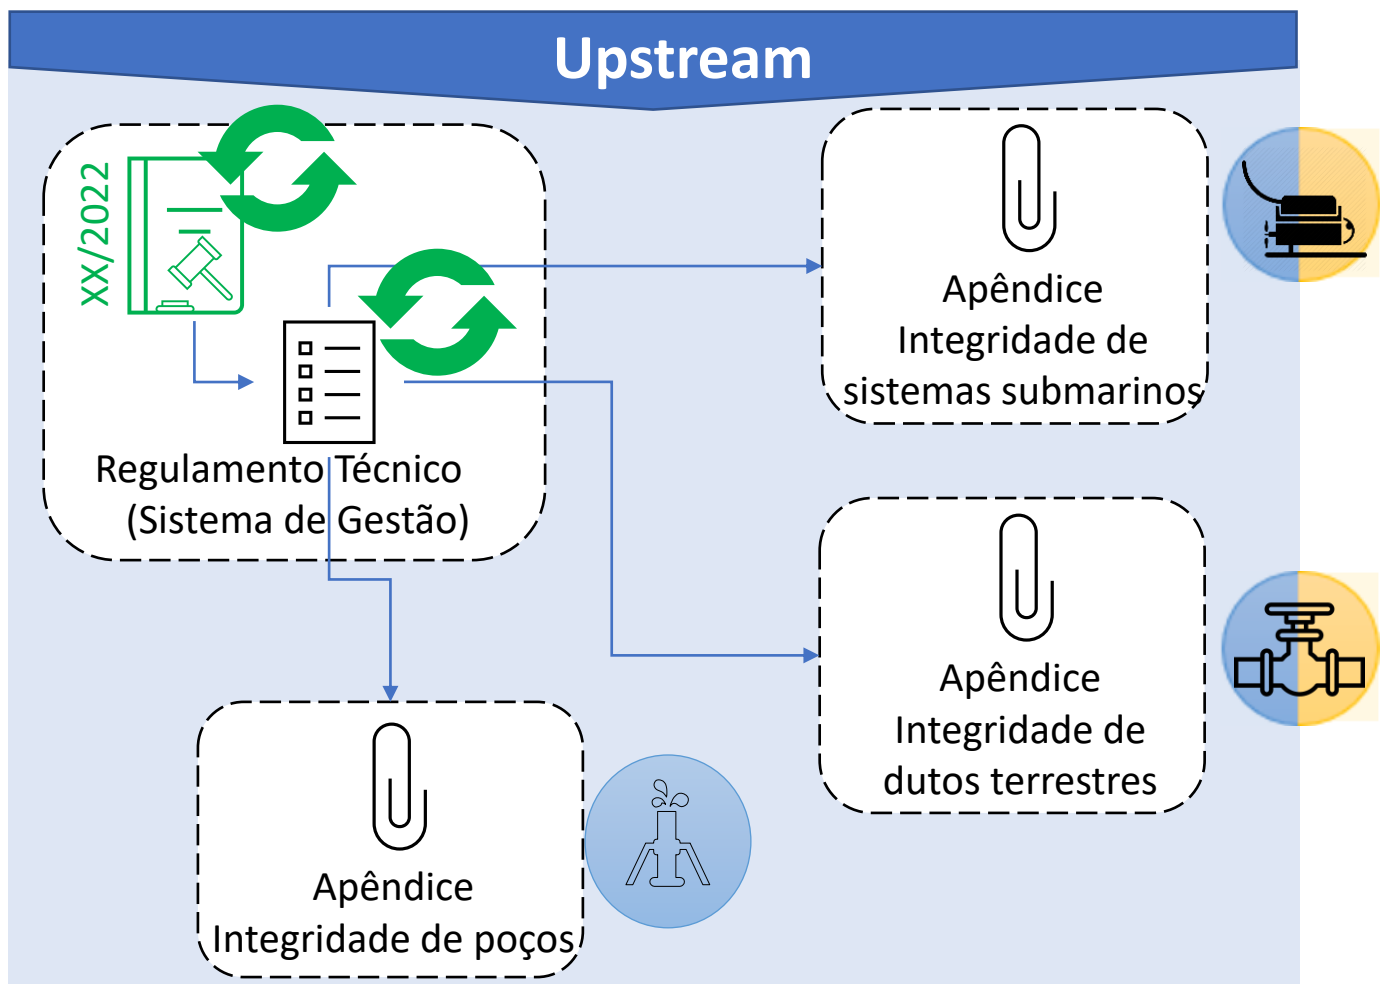 Upstream
XX/2022
Regulamento Técnico
(Sistema de Gestão)
Apêndice
Integridade de
sistemas submarinos
Apêndice
Integridade de
dutos terrestres
Apêndice
Integridade de poços